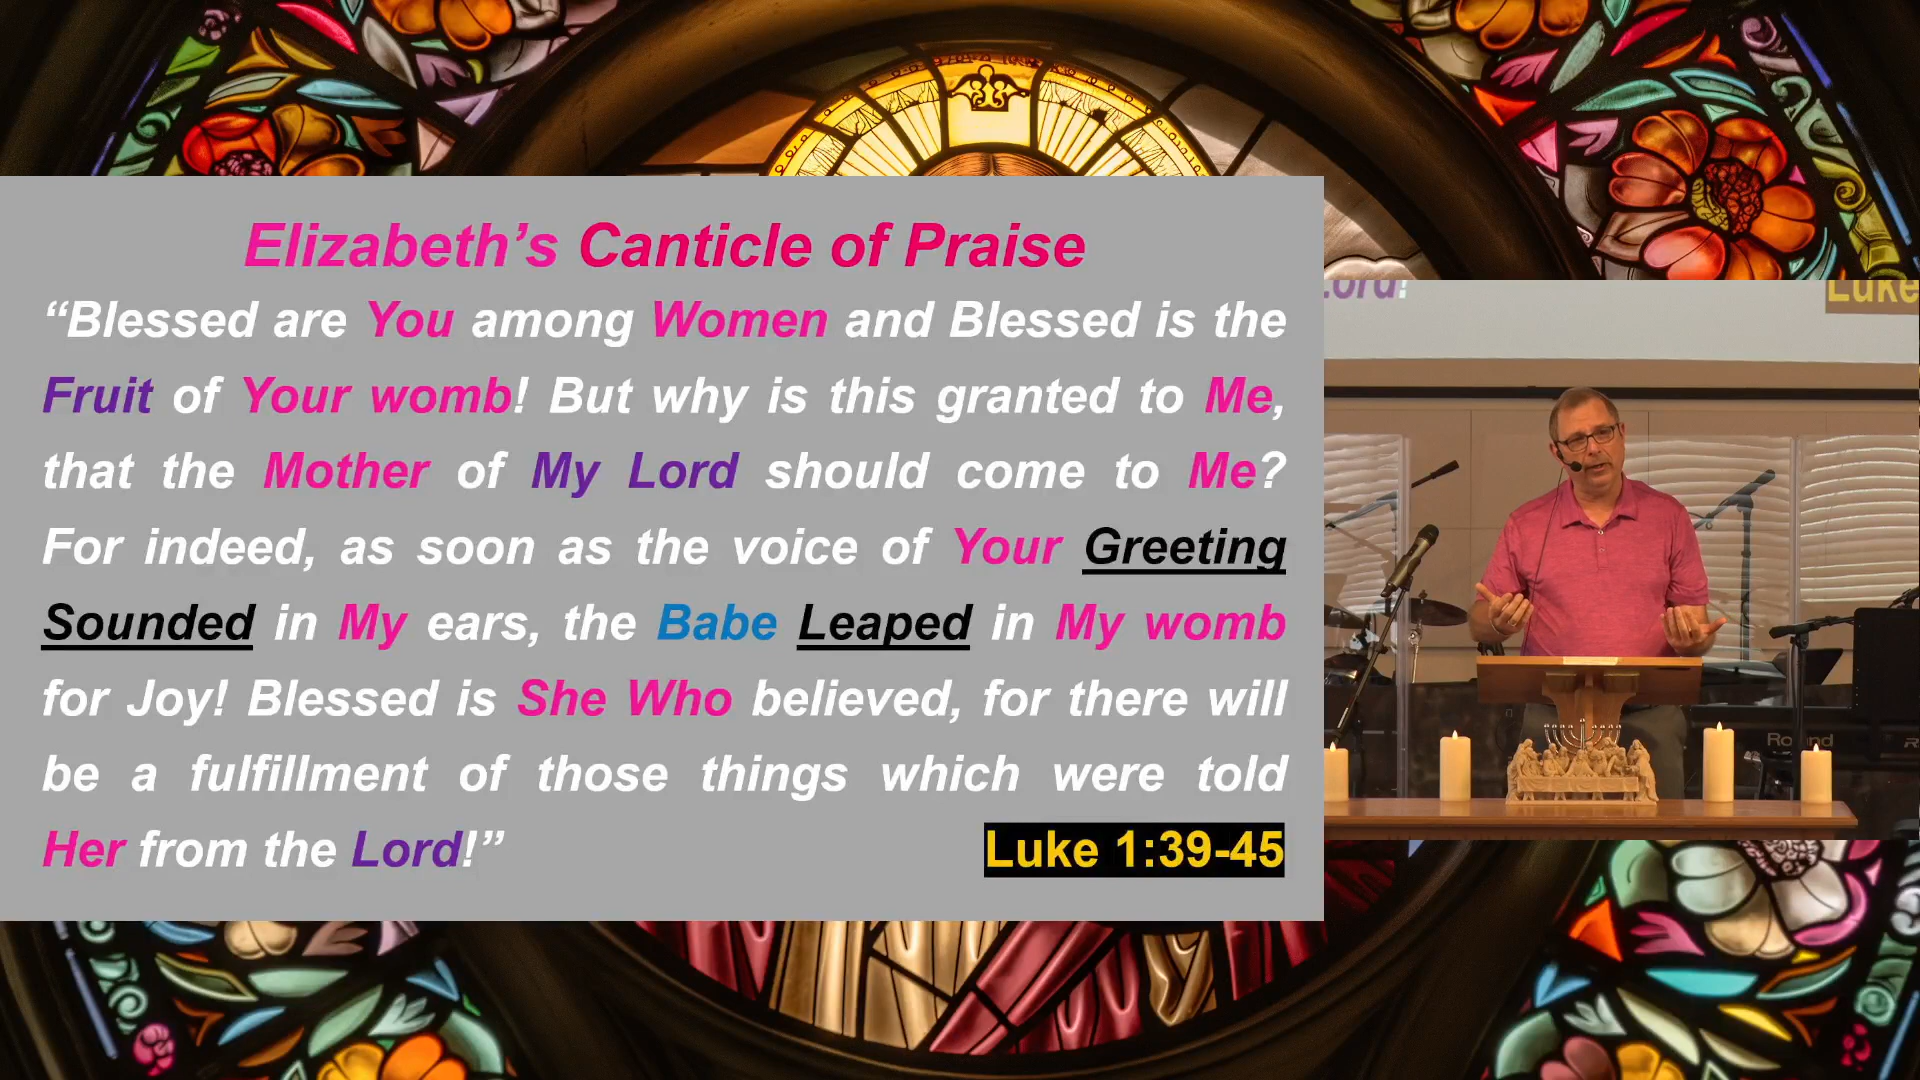 Elizabeth’s Canticle of Praise
“Blessed are You among Women and Blessed is the
Fruit of Your womb! But why is this granted to Me,
that the Mother of My Lord should come to Me?
For indeed, as soon as the voice of Your Greeting
Sounded in My ears, the Babe Leaped in My womb
for Joy! Blessed is She Who believed, for there will
be a fulfillment of those things which were told
Her from the Lord!”
Luke 1:39-45
Lord!
Luke
Roland